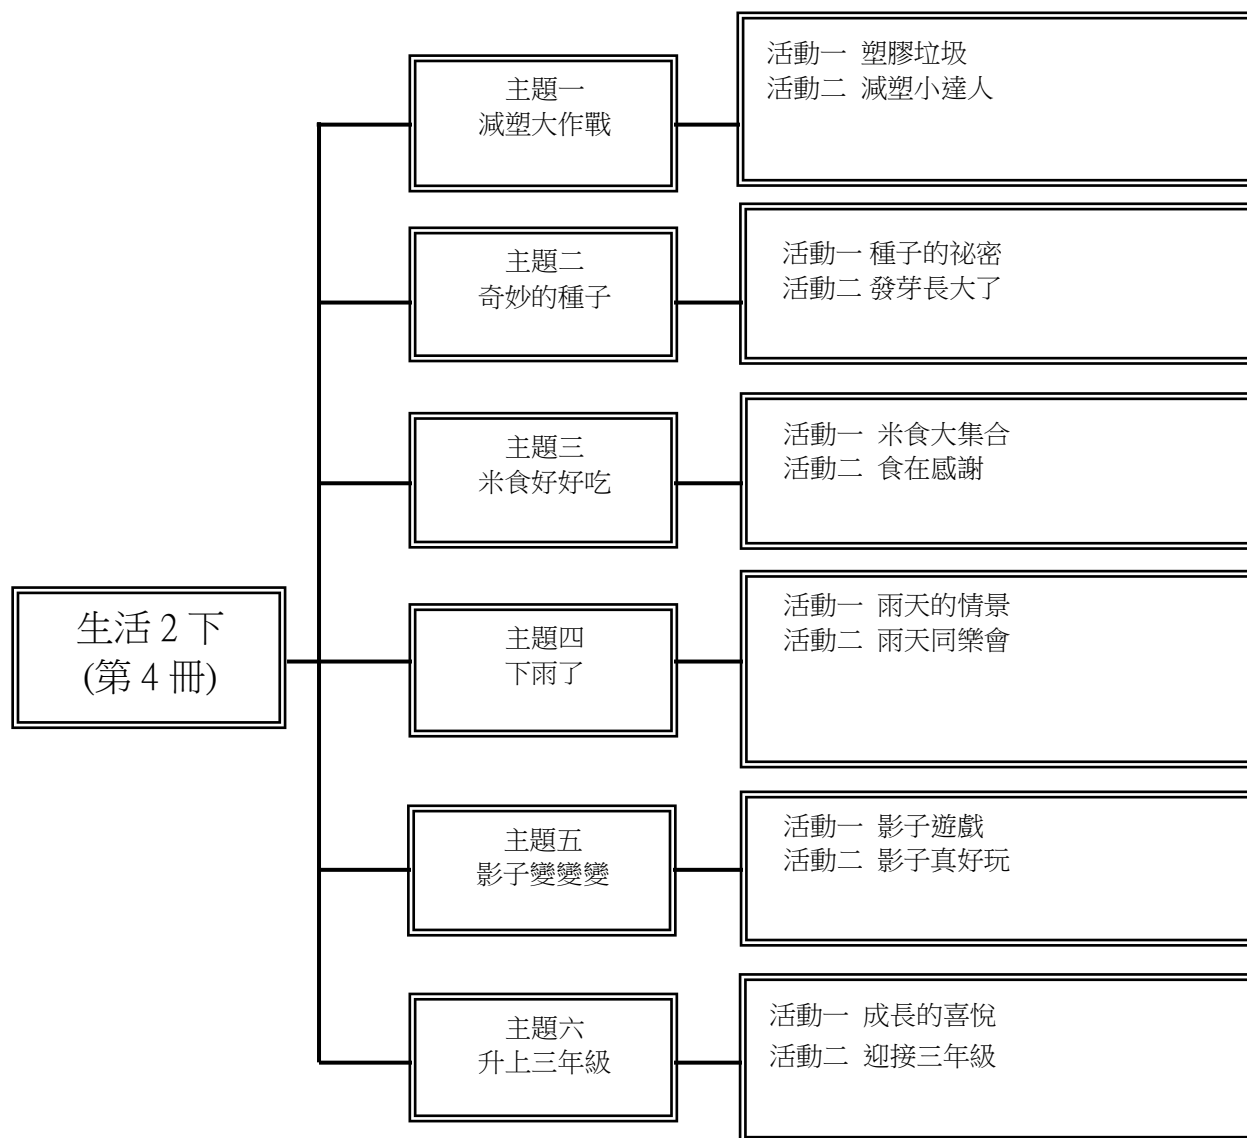 生活 2 下
(第 4 冊)
主題一
減塑大作戰
活動一 塑膠垃圾
活動二 減塑小達人
主題二
奇妙的種子
活動一 種子的祕密
活動二 發芽長大了
主題三
米食好好吃
活動一 米食大集合
活動二 食在感謝
主題四
下雨了
活動一 雨天的情景
活動二 雨天同樂會
主題五
影子變變變
活動一 影子遊戲
活動二 影子真好玩
主題六
升上三年級
活動一 成長的喜悅
活動二 迎接三年級